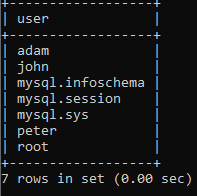 +------------------+
| user             |
+------------------+
| adam             |
| john             |
| mysql.infoschema |
| mysql.session    |
| mysql.sys        |
| peter            |
| root             |
+------------------+
7 rows in set (0.00 sec)